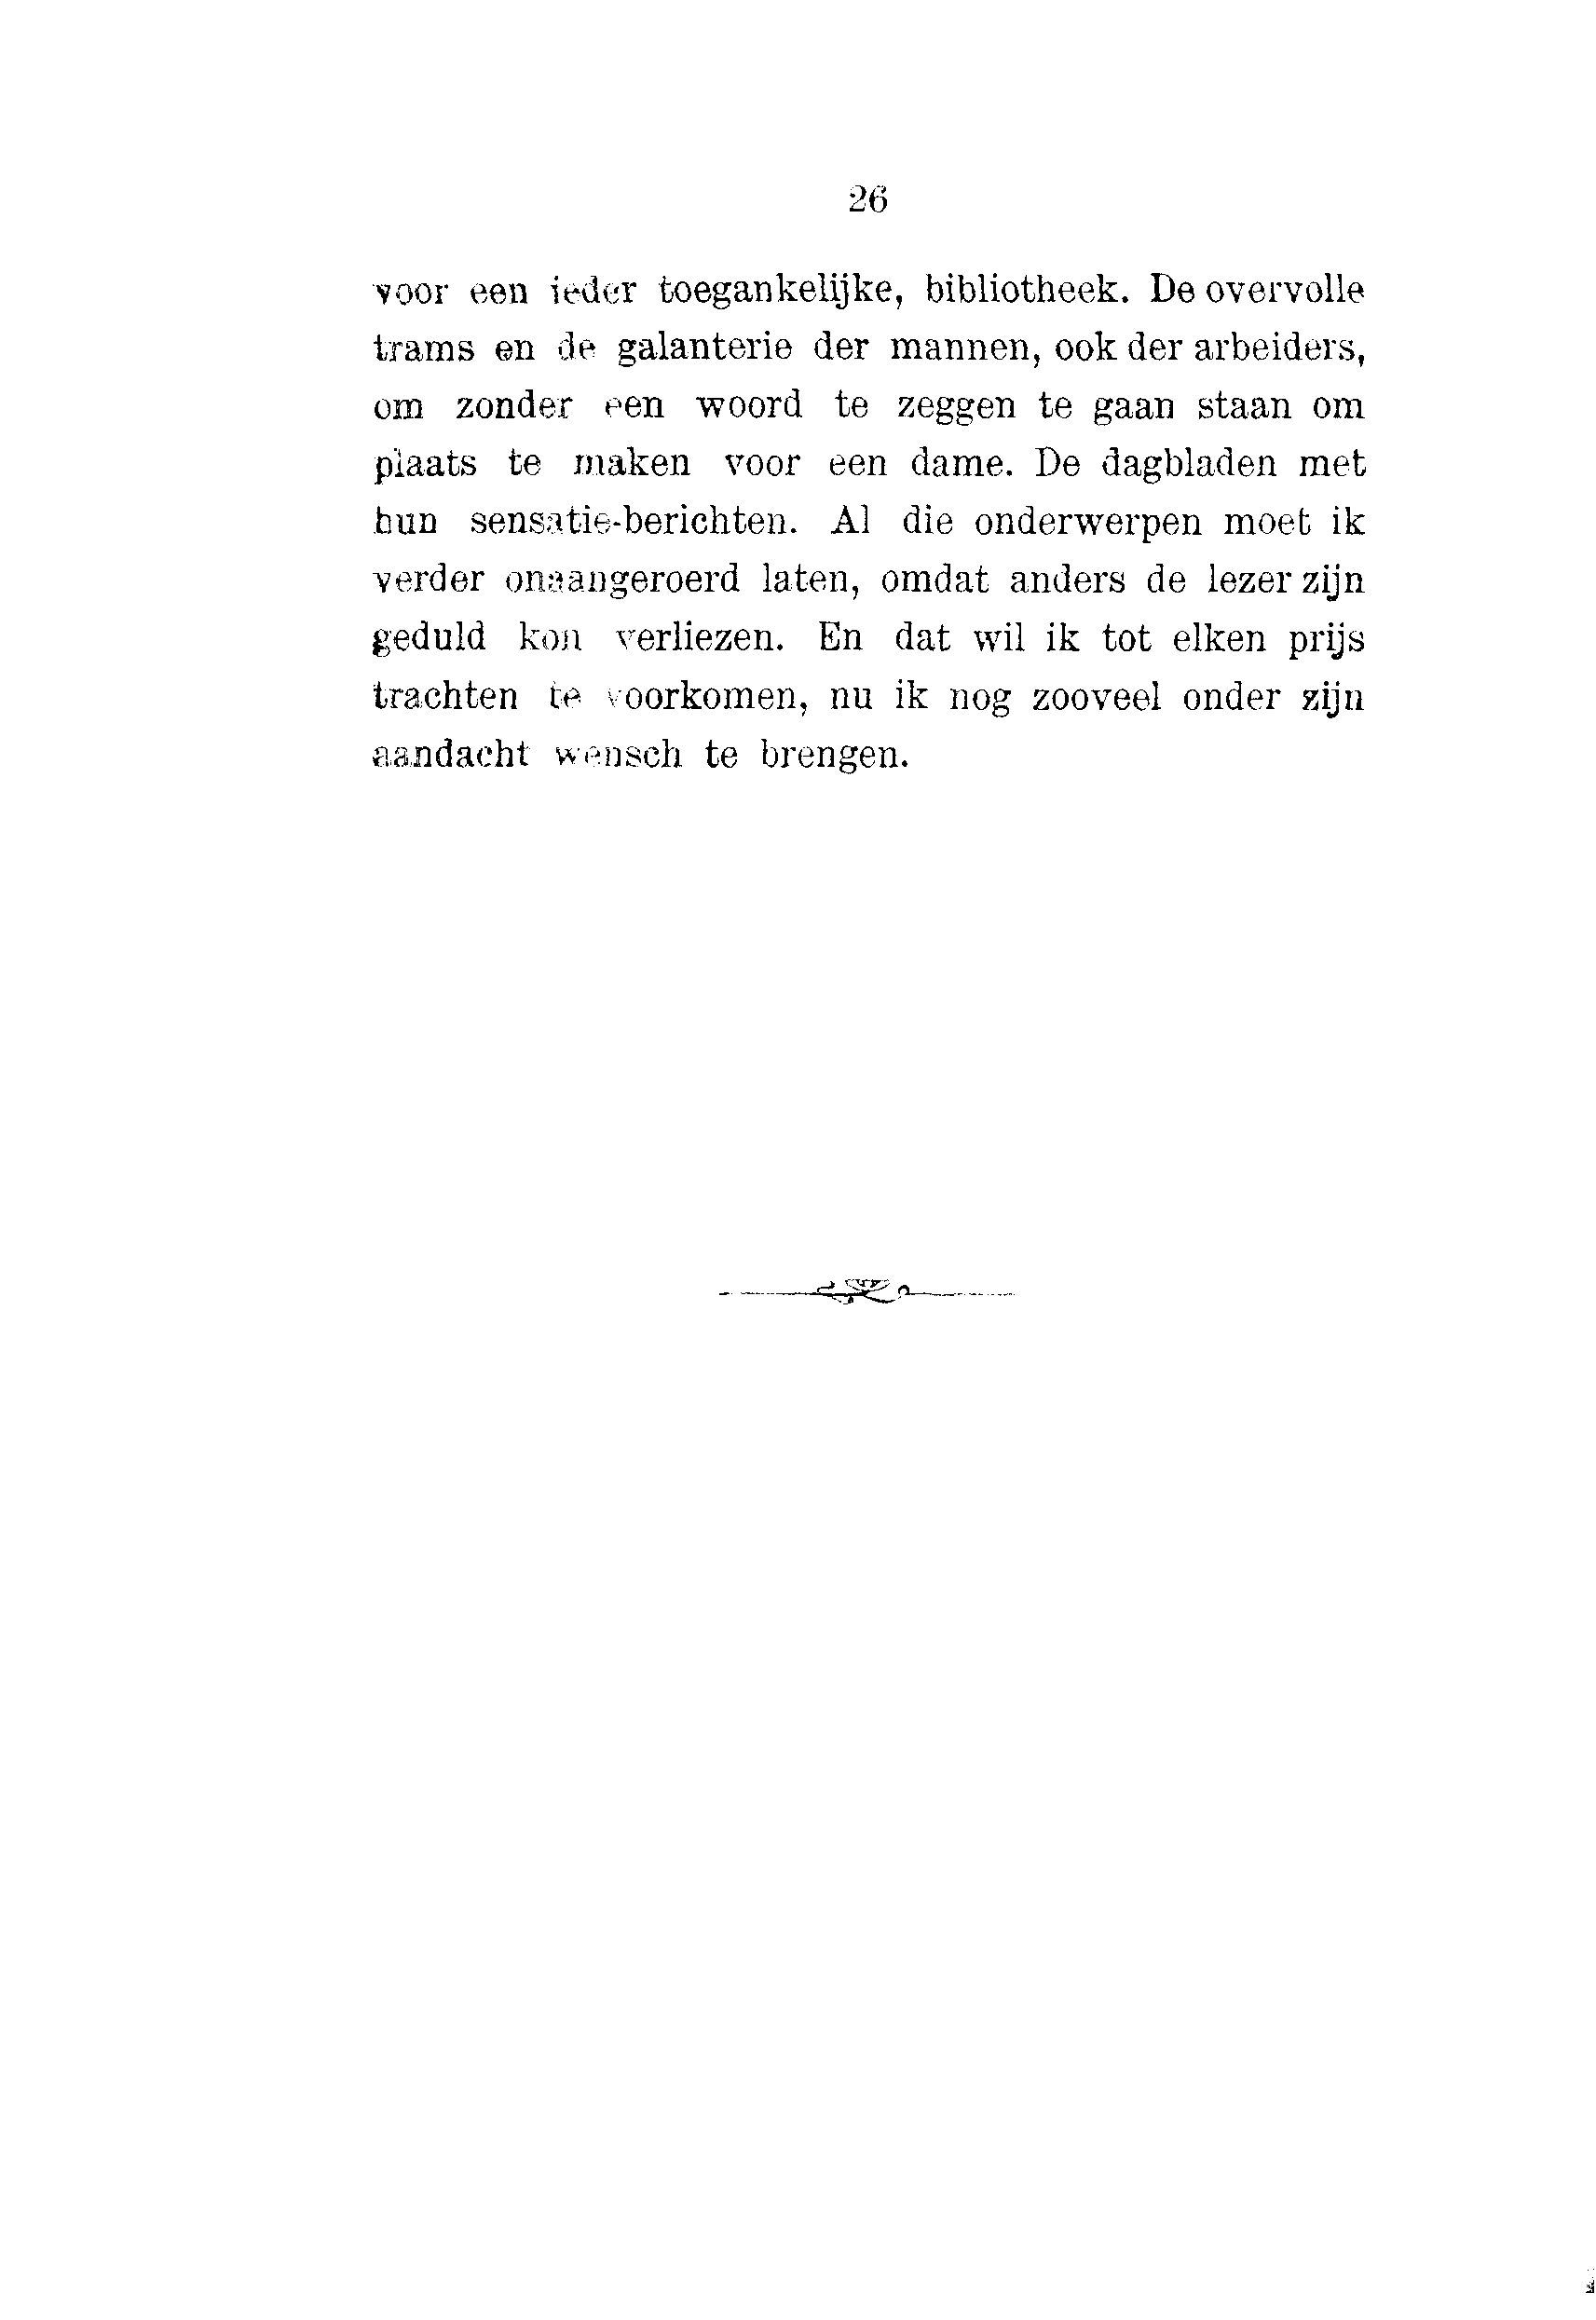 26
voor een ieder toegankelijke, bibliotheek. De overvolle
trams en de galanterie der mannen, ook der arbeiders,
om zonder een woord te zeggen te gaan staan om
plaats te maken voor een dame. De dagbladen met
hun sensatie-berichten. Al die onderwerpen moet ik
verder onaangeroerd laten, omdat anders de lezer zijn
geduld kon verliezen. En dat wil ik tot elken prijs
trachten te voorkomen, nu ik nog zooveel onder zijn
aandacht wensch te brengen.